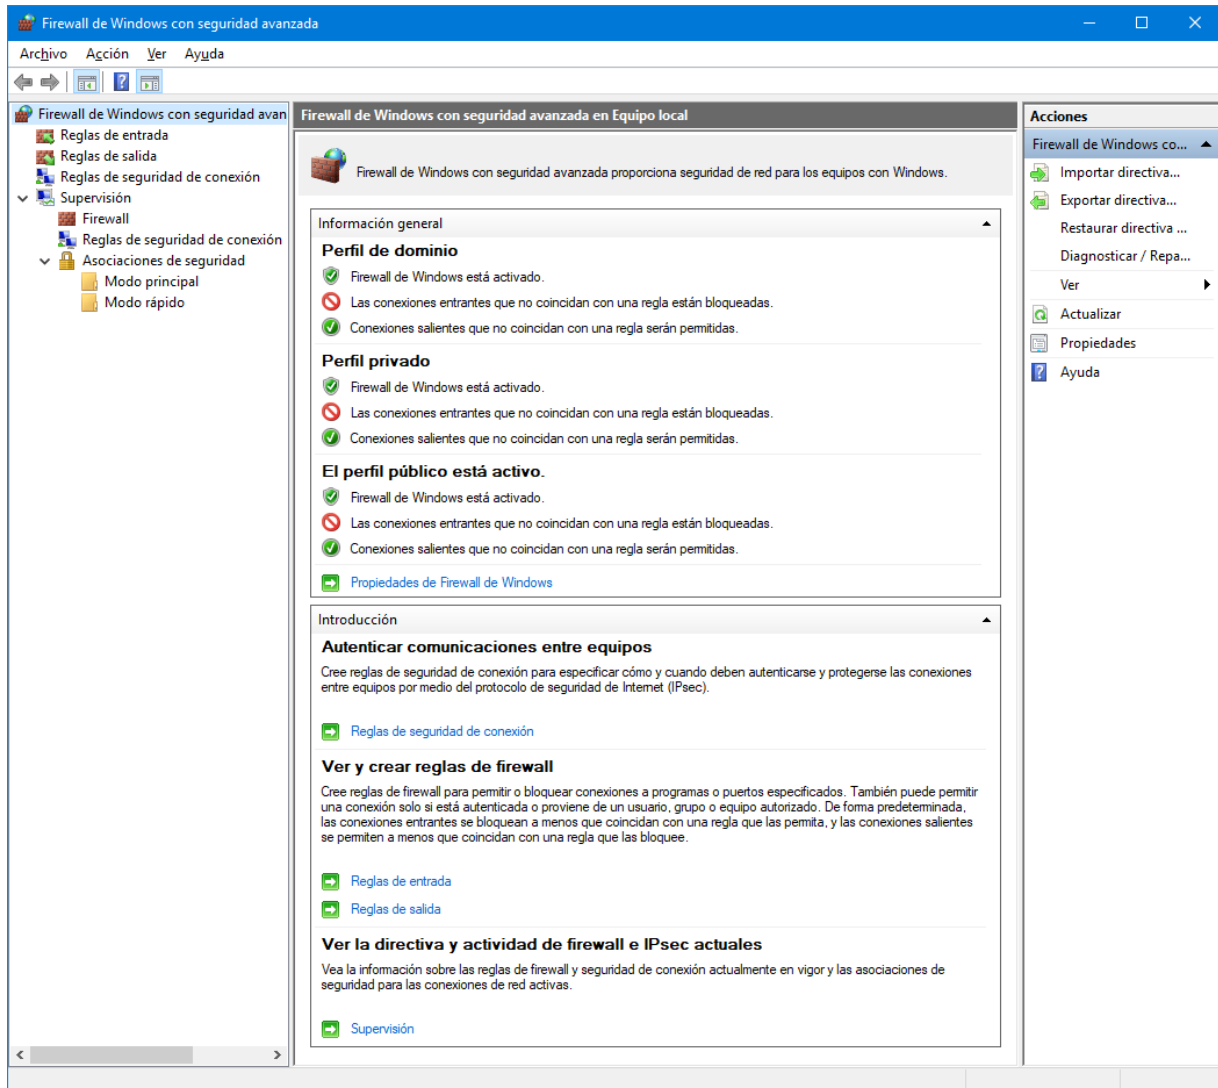 Firewall de Windows con seguridad avanzada
Archivo Acción Ver Ayuda
Firewall de Windows con seguridad avan
Reglas de entrada
Reglas de salida
Reglas de seguridad de conexión
Supervisión
Firewall
Reglas de seguridad de conexión
Asociaciones de seguridad
Modo principal
Modo rápido
Firewall de Windows con seguridad avanzada en Equipo local
Firewall de Windows con seguridad avanzada proporciona seguridad de red para los equipos con Windows.
Información general
Perfil de dominio
Firewall de Windows está activado.
Las conexiones entrantes que no coincidan con una regla están bloqueadas.
Conexiones salientes que no coincidan con una regla serán permitidas.
Perfil privado
Firewall de Windows está activado.
Las conexiones entrantes que no coincidan con una regla están bloqueadas.
Conexiones salientes que no coincidan con una regla serán permitidas.
El perfil público está activo.
Firewall de Windows está activado.
Las conexiones entrantes que no coincidan con una regla están bloqueadas.
Conexiones salientes que no coincidan con una regla serán permitidas.
Propiedades de Firewall de Windows
Introducción
Autenticar comunicaciones entre equipos
Cree reglas de seguridad de conexión para especificar cómo y cuando deben autenticarse y protegerse las conexiones
entre equipos por medio del protocolo de seguridad de Internet (IPsec).
Reglas de seguridad de conexión
Ver y crear reglas de firewall
Cree reglas de firewall para permitir o bloquear conexiones a programas o puertos especificados. También puede permitir
una conexión solo si está autenticada o proviene de un usuario, grupo o equipo autorizado. De forma predeterminada,
las conexiones entrantes se bloquean a menos que coincidan con una regla que las permita, y las conexiones salientes
se permiten a menos que coincidan con una regla que las bloquee.
Reglas de entrada
Reglas de salida
Ver la directiva y actividad de firewall e IPsec actuales
Vea la información sobre las reglas de firewall y seguridad de conexión actualmente en vigor y las asociaciones de
seguridad para las conexiones de red activas.
Supervisión
Acciones
Firewall de Windows co...
Importar directiva...
Exportar directiva...
Restaurar directiva ...
Diagnosticar / Repa...
Ver
Actualizar
Propiedades
Ayuda